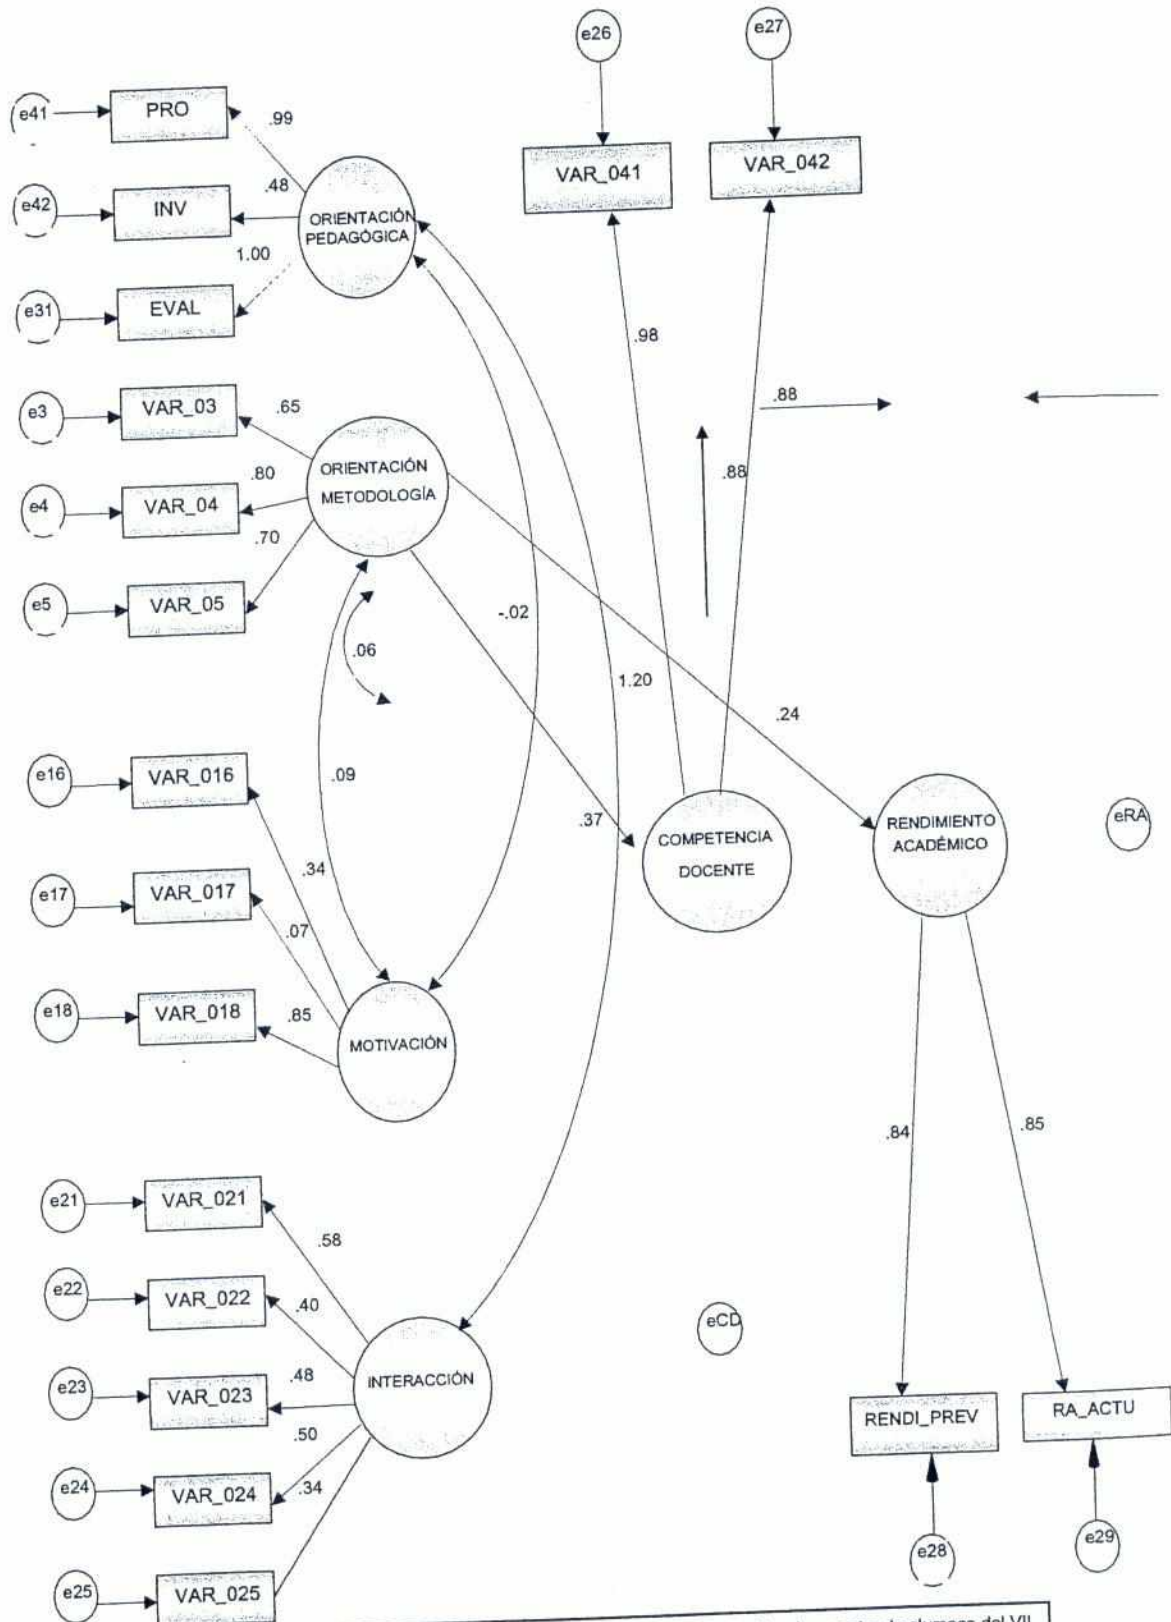 e26
e27
e41
PRO
.99
VAR_041
VAR_042
e42
INV
.48
ORIENTACIÓN
PEDAGÓGICA
1.00
e31
EVAL
.98
.88
e3
VAR_03
.65
ORIENTACIÓN
METODOLOGÍA
.88
e4
VAR_04
.80
.70
e5
VAR_05
-.02
.06
1.20
.24
e16
VAR_016
.09
.37
COMPETENCIA
DOCENTE
RENDIMIENTO
ACADÉMICO
eRA
.34
e17
VAR_017
.07
e18
VAR_018
.85
MOTIVACIÓN
.84
.85
e21
VAR_021
.58
e22
VAR_022
.40
eCD
INTERACCIÓN
e23
VAR_023
.48
RENDI_PREV
RA_ACTU
.50
e24
VAR_024
.34
e28
e29
e25
VAR_025
alumnos del VII